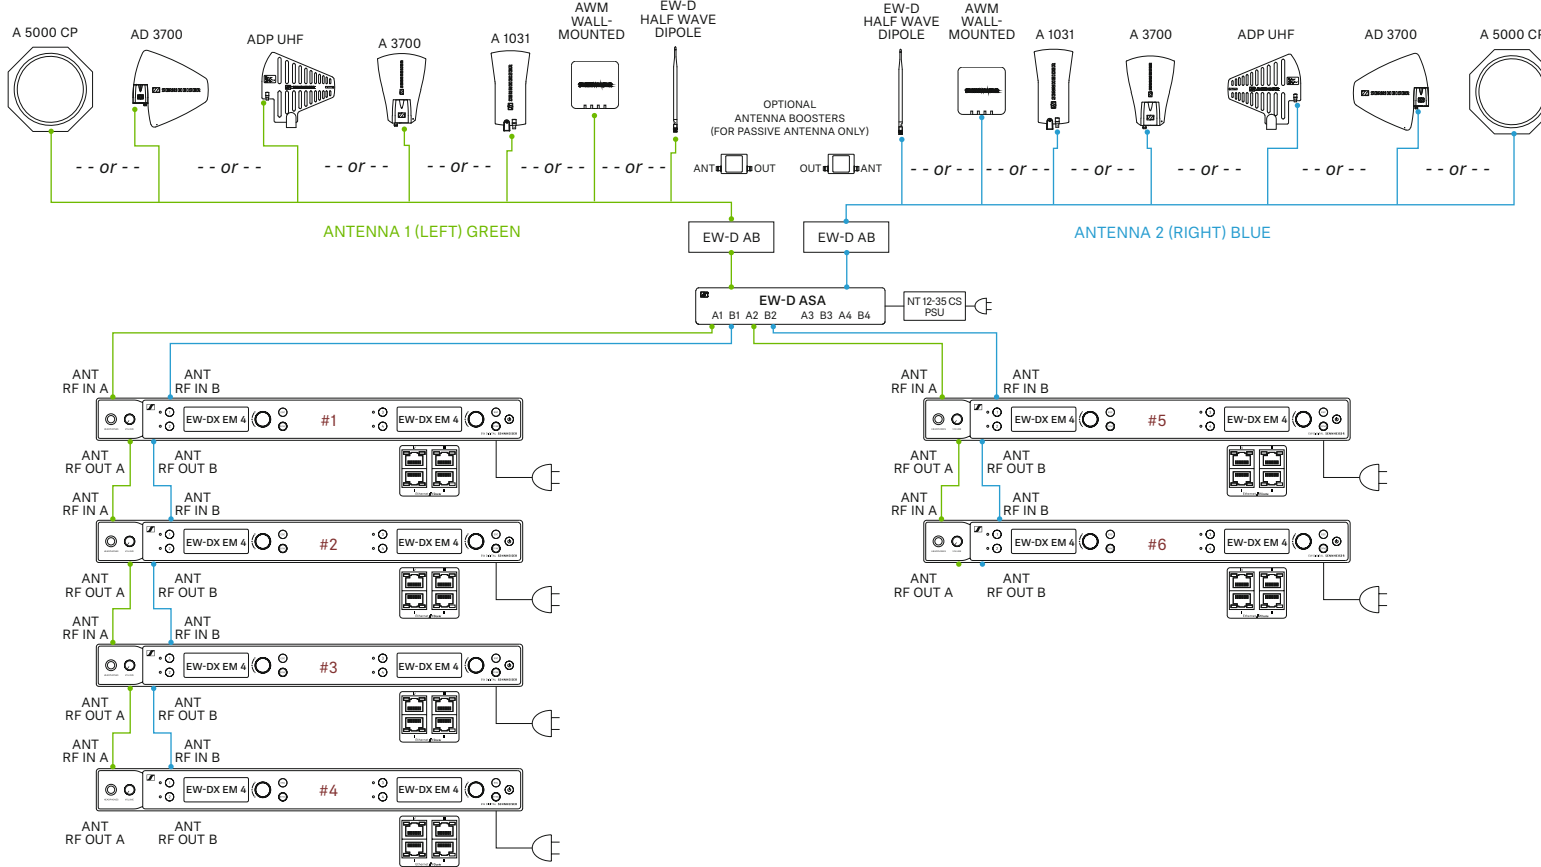 A 5000 CP
AD 3700
ADP UHF
A 3700
A 1031
AWM
WALL-
MOUNTED
EW-D
HALF WAVE
DIPOLE
EW-D
HALF WAVE
DIPOLE
AWM
WALL-
MOUNTED
A 1031
A 3700
ADP UHF
AD 3700
A 5000 CP
OPTIONAL
ANTENNA BOOSTERS
(FOR PASSIVE ANTENNA ONLY)
ANT OUT
OUT ANT
- - or - -
- - or - -
- - or - -
- - or - -
- - or - -
- - or - -
- - or - -
- - or - -
- - or - -
- - or - -
- - or - -
- - or - -
ANTENNA 1 (LEFT) GREEN
EW-D AB
EW-D AB
ANTENNA 2 (RIGHT) BLUE
EW-D ASA
A1 B1 A2 B2 A3 B3 A4 B4
NT 12-35 CS
PSU
ANT
RF IN A
ANT
RF IN B
EW-DX EM 4 #1 EW-DX EM 4
ANT
RF OUT A
ANT
RF OUT B
ANT
RF IN A
ANT
RF IN B
EW-DX EM 4 #2 EW-DX EM 4
ANT
RF OUT A
ANT
RF OUT B
ANT
RF IN A
ANT
RF IN B
EW-DX EM 4 #3 EW-DX EM 4
ANT
RF OUT A
ANT
RF OUT B
ANT
RF IN A
ANT
RF IN B
EW-DX EM 4 #4 EW-DX EM 4
ANT
RF OUT A
ANT
RF OUT B
ANT
RF IN A
ANT
RF IN B
EW-DX EM 4 #5 EW-DX EM 4
ANT
RF OUT A
ANT
RF OUT B
ANT
RF IN A
ANT
RF IN B
EW-DX EM 4 #6 EW-DX EM 4
ANT
RF OUT A
ANT
RF OUT B